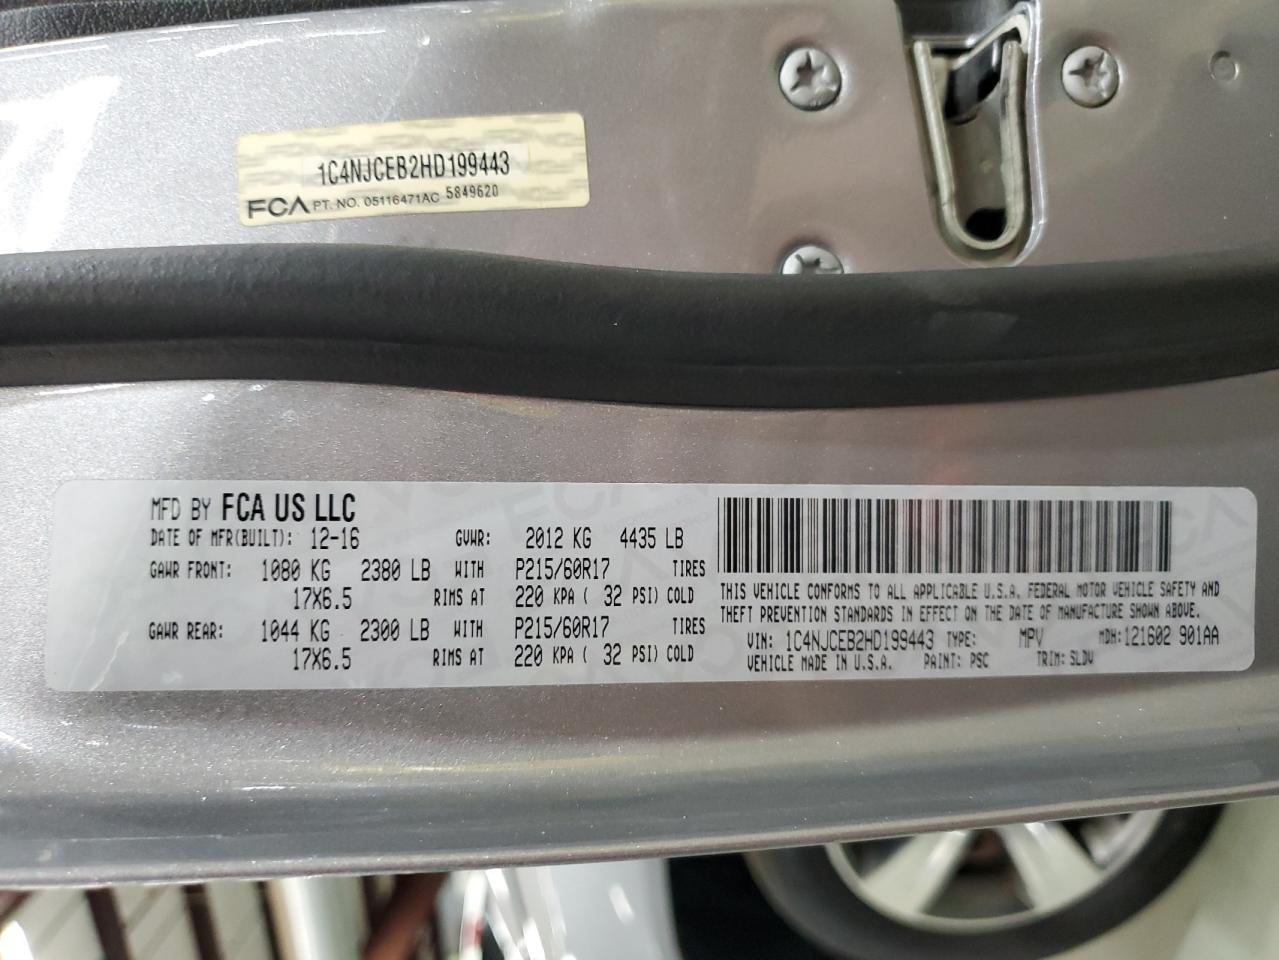 1C4NJCEB2HD199443
FCA PT. NO. 05116471AC 5849620
MFD BY FCA US LLC
DATE OF MFR(BUILT): 12-16 GVWR: 2012 KG 4435 LB
GAWR FRONT: 1080 KG 2380 LB WITH P215/60R17 TIRES
17X6.5 RIMS AT 220 KPA ( 32 PSI) COLD
GAWR REAR: 1044 KG 2300 LB WITH P215/60R17 TIRES
17X6.5 RIMS AT 220 KPA ( 32 PSI) COLD
THIS VEHICLE CONFORMS TO ALL APPLICABLE U.S.A. FEDERAL MOTOR VEHICLE SAFETY AND
THEFT PREVENTION STANDARDS IN EFFECT ON THE DATE OF MANUFACTURE SHOWN ABOVE.
VIN: 1C4NJCEB2HD199443 TYPE: MPV MDH: 121602 901AA
VEHICLE MADE IN U.S.A. PAINT: PSC TRIM: SLDV